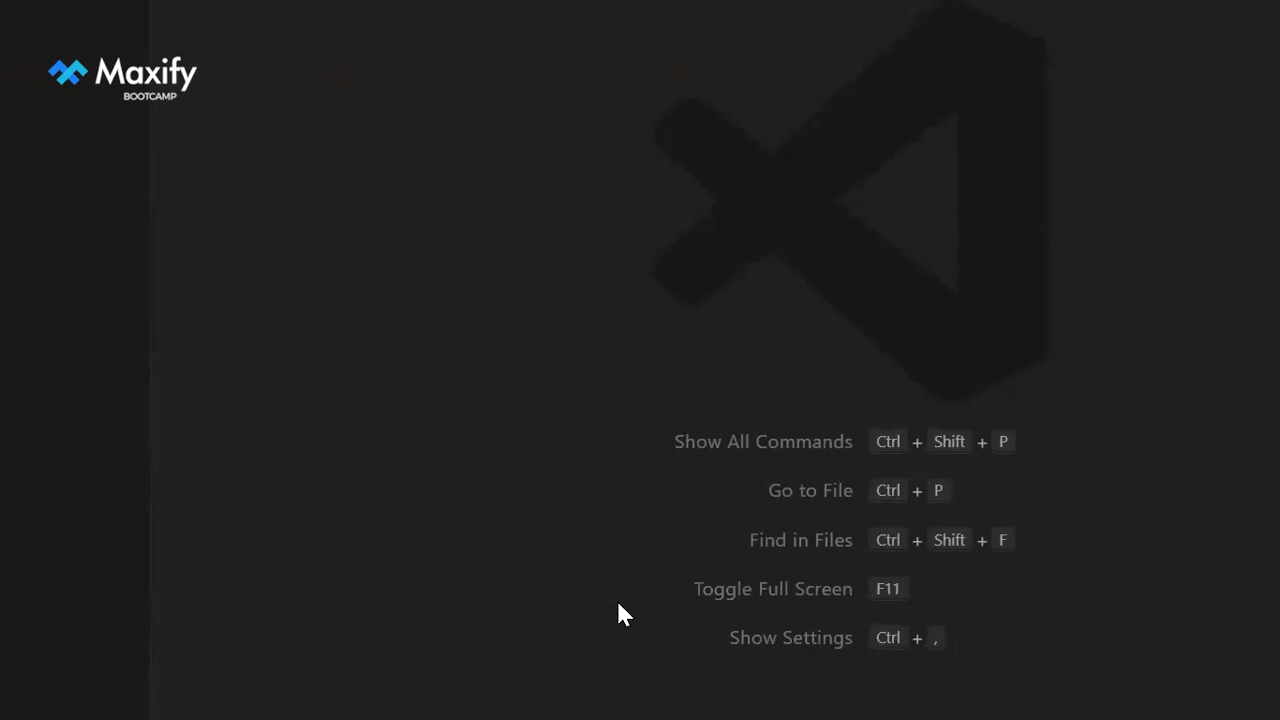 Maxify
BOOTCAMP
Show All Commands Ctrl + Shift + P
Go to File Ctrl + P
Find in Files Ctrl + Shift + F
Toggle Full Screen F11
Show Settings Ctrl + ,